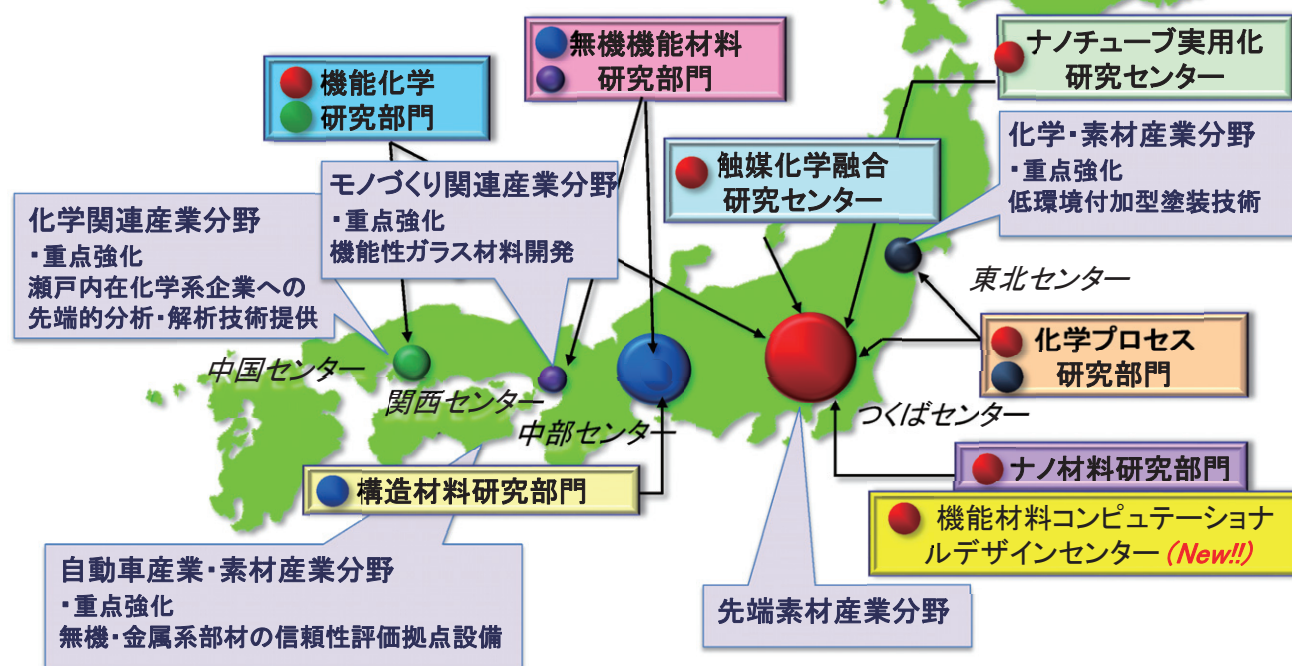 無機機能材料
研究部門
ナノチューブ実用化
研究センター
機能化学
研究部門
化学・素材産業分野
・重点強化
低環境付加型塗装技術
触媒化学融合
研究センター
モノづくり関連産業分野
・重点強化
機能性ガラス材料開発
化学関連産業分野
・重点強化
瀬戸内在化学系企業への
先端的分析・解析技術提供
東北センター
化学プロセス
研究部門
中国センター
関西センター
中部センター
つくばセンター
ナノ材料研究部門
構造材料研究部門
機能材料コンピュテーショナ
ルデザインセンター (New!!)
自動車産業・素材産業分野
・重点強化
無機・金属系部材の信頼性評価拠点設備
先端素材産業分野